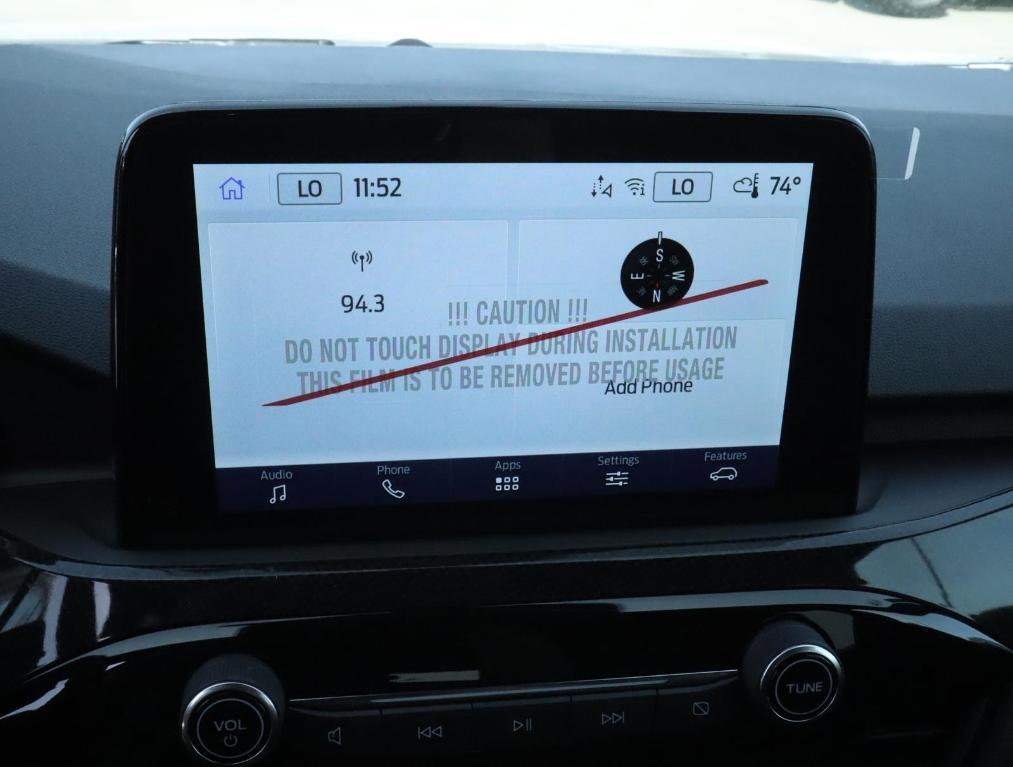 LO 11:52 LO 74°
94.3
S
E W
N
!!! CAUTION !!!
DO NOT TOUCH DISPLAY DURING INSTALLATION
THIS FILM IS TO BE REMOVED BEFORE USAGE
Add Phone
Audio Phone Apps Settings Features
VOL
TUNE